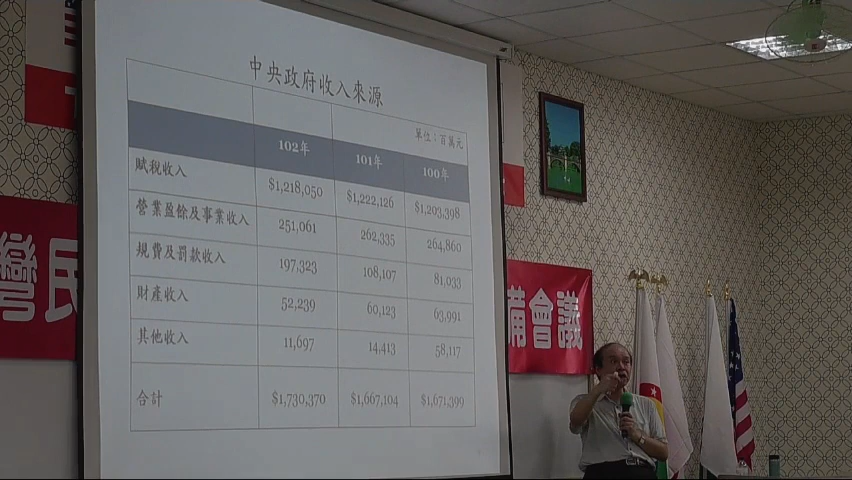 中央政府收入來源
單位：百萬元
102年 101年 100年
賦稅收入 $1,218,050 $1,222,126 $1,203,398
營業盈餘及事業收入 251,061 262,335 264,860
規費及罰款收入 197,323 108,107 81,033
財產收入 52,239 60,123 63,991
其他收入 11,697 14,413 58,117
合計 $1,730,370 $1,667,104 $1,671,399
灣民
備會議